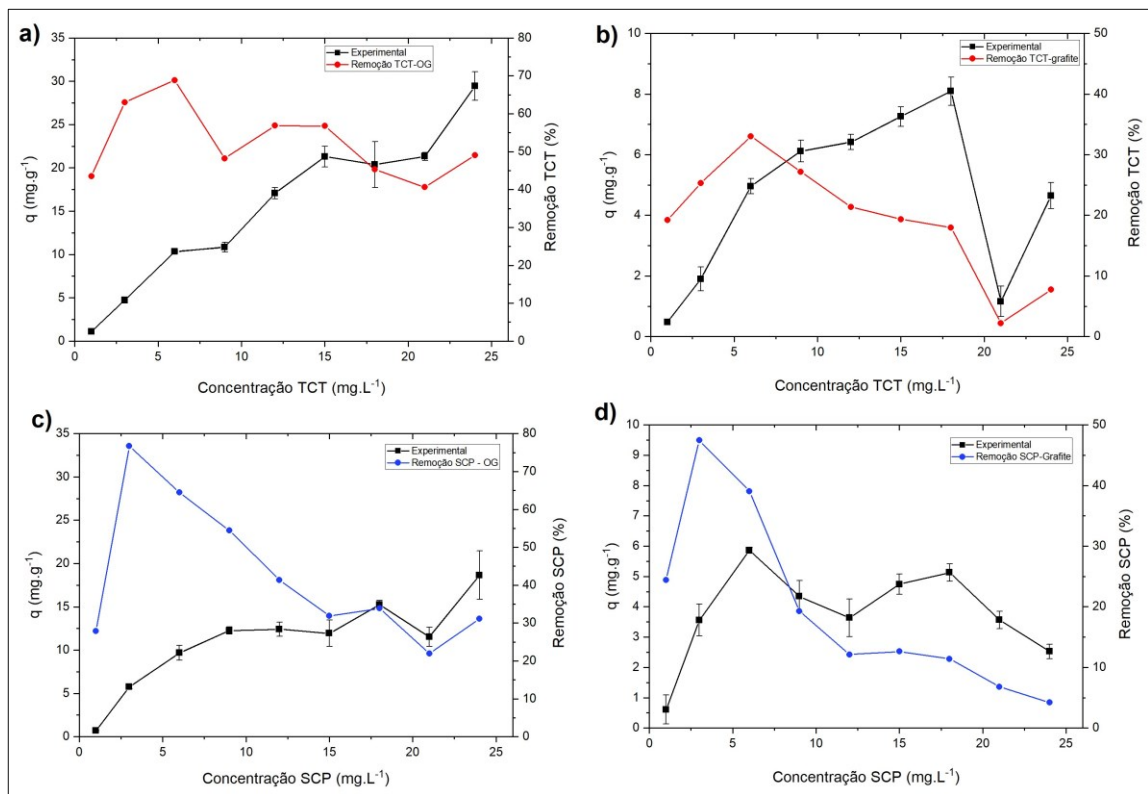 a)
Experimental
Remoção TCT-OG
q (mg.g⁻¹)
35
30
25
20
15
10
5
0
80
70
60
50
40
30
20
10
0
Remoção TCT (%)
0 5 10 15 20 25
Concentração TCT (mg.L⁻¹)
b)
Experimental
Remoção TCT-grafite
q (mg.g⁻¹)
10
8
6
4
2
0
50
40
30
20
10
0
Remoção TCT (%)
0 5 10 15 20 25
Concentração TCT (mg.L⁻¹)
c)
Experimental
Remoção SCP - OG
q (mg.g⁻¹)
35
30
25
20
15
10
5
0
80
70
60
50
40
30
20
10
0
Remoção SCP (%)
0 5 10 15 20 25
Concentração SCP (mg.L⁻¹)
d)
Experimental
Remoção SCP-Grafite
q (mg.g⁻¹)
10
9
8
7
6
5
4
3
2
1
0
50
40
30
20
10
0
Remoção SCP (%)
0 5 10 15 20 25
Concentração SCP (mg.L⁻¹)